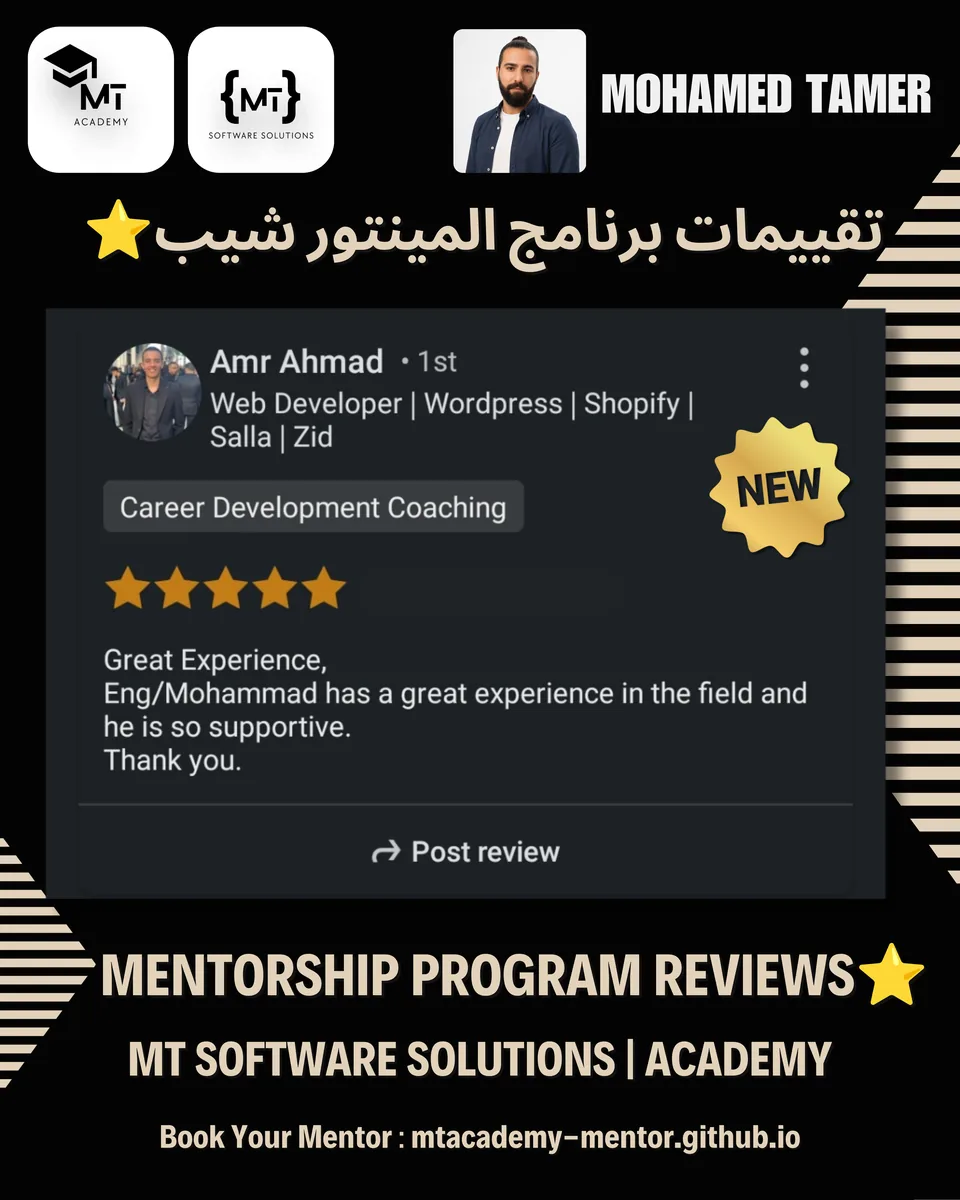 MT
ACADEMY
{MT}
SOFTWARE SOLUTIONS
MOHAMED TAMER
تقييمات برنامج المينتور شيب
Amr Ahmad • 1st
Web Developer | Wordpress | Shopify |
Salla | Zid
Career Development Coaching
NEW
Great Experience,
Eng/Mohammad has a great experience in the field and
he is so supportive.
Thank you.
Post review
MENTORSHIP PROGRAM REVIEWS
MT SOFTWARE SOLUTIONS | ACADEMY
Book Your Mentor : mtacademy-mentor.github.io